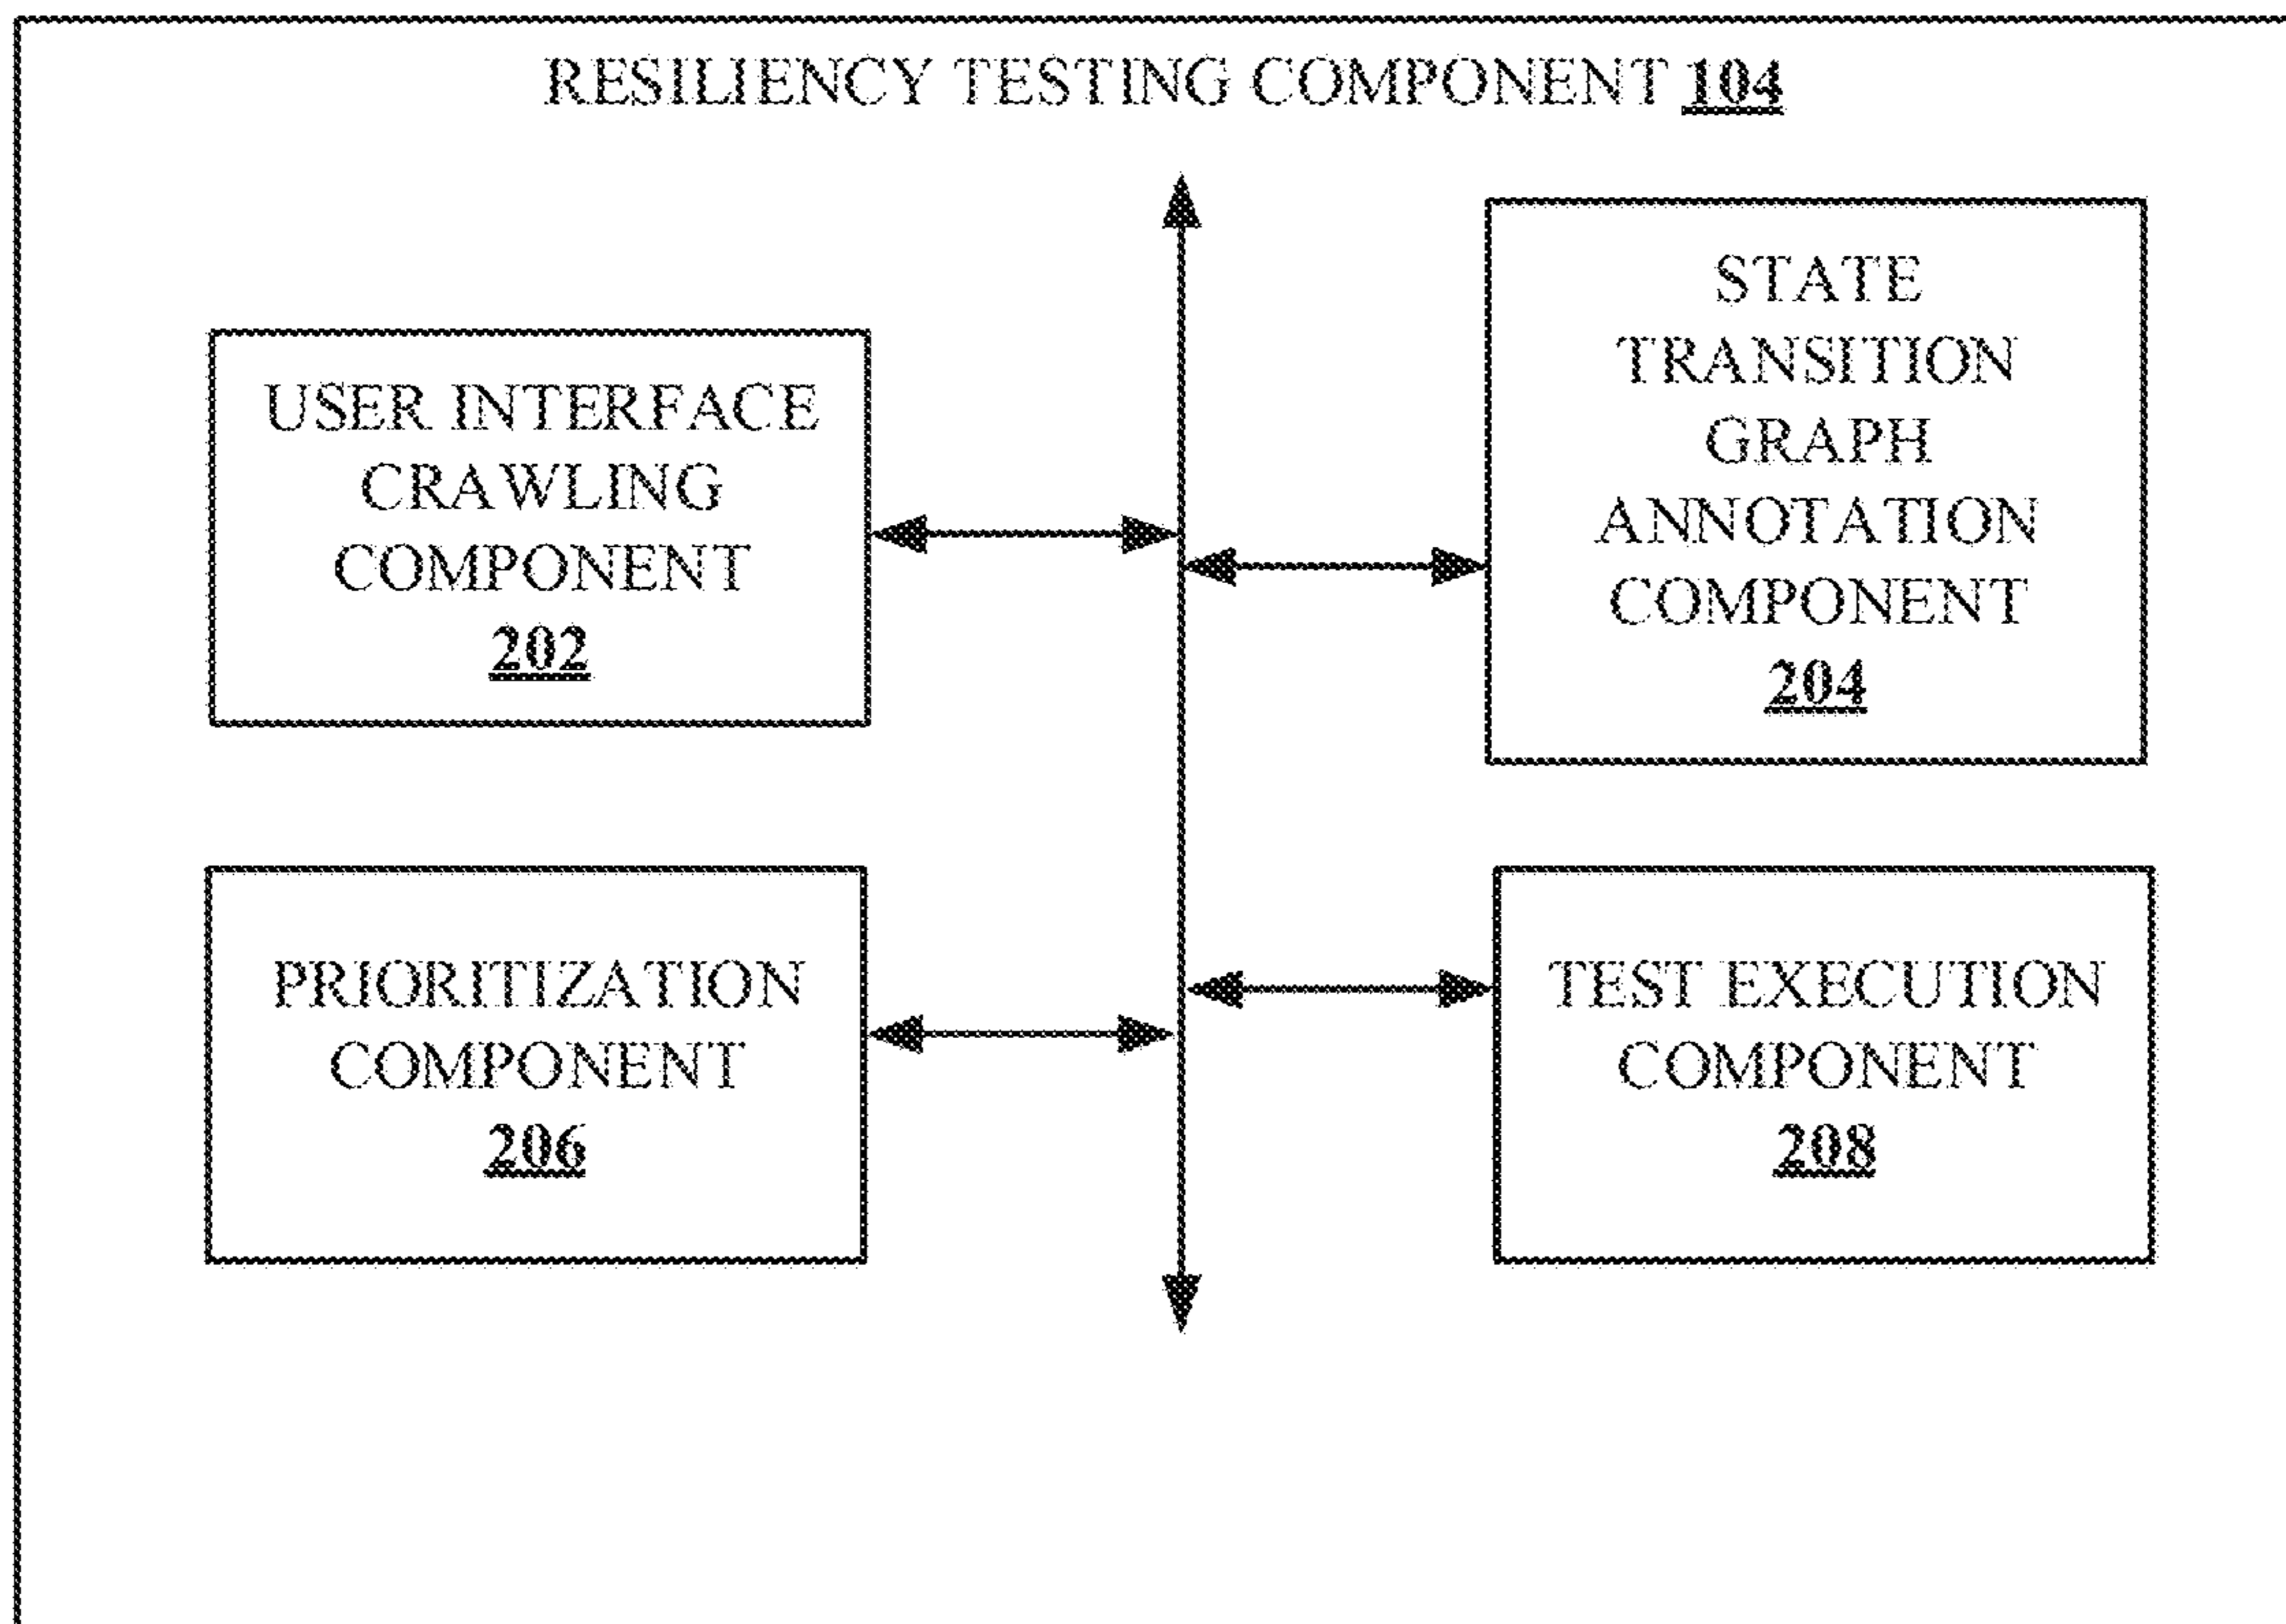 RESILIENCY TESTING COMPONENT 104
USER INTERFACE
CRAWLING
COMPONENT
202
STATE
TRANSITION
GRAPH
ANNOTATION
COMPONENT
204
PRIORITIZATION
COMPONENT
206
TEST EXECUTION
COMPONENT
208